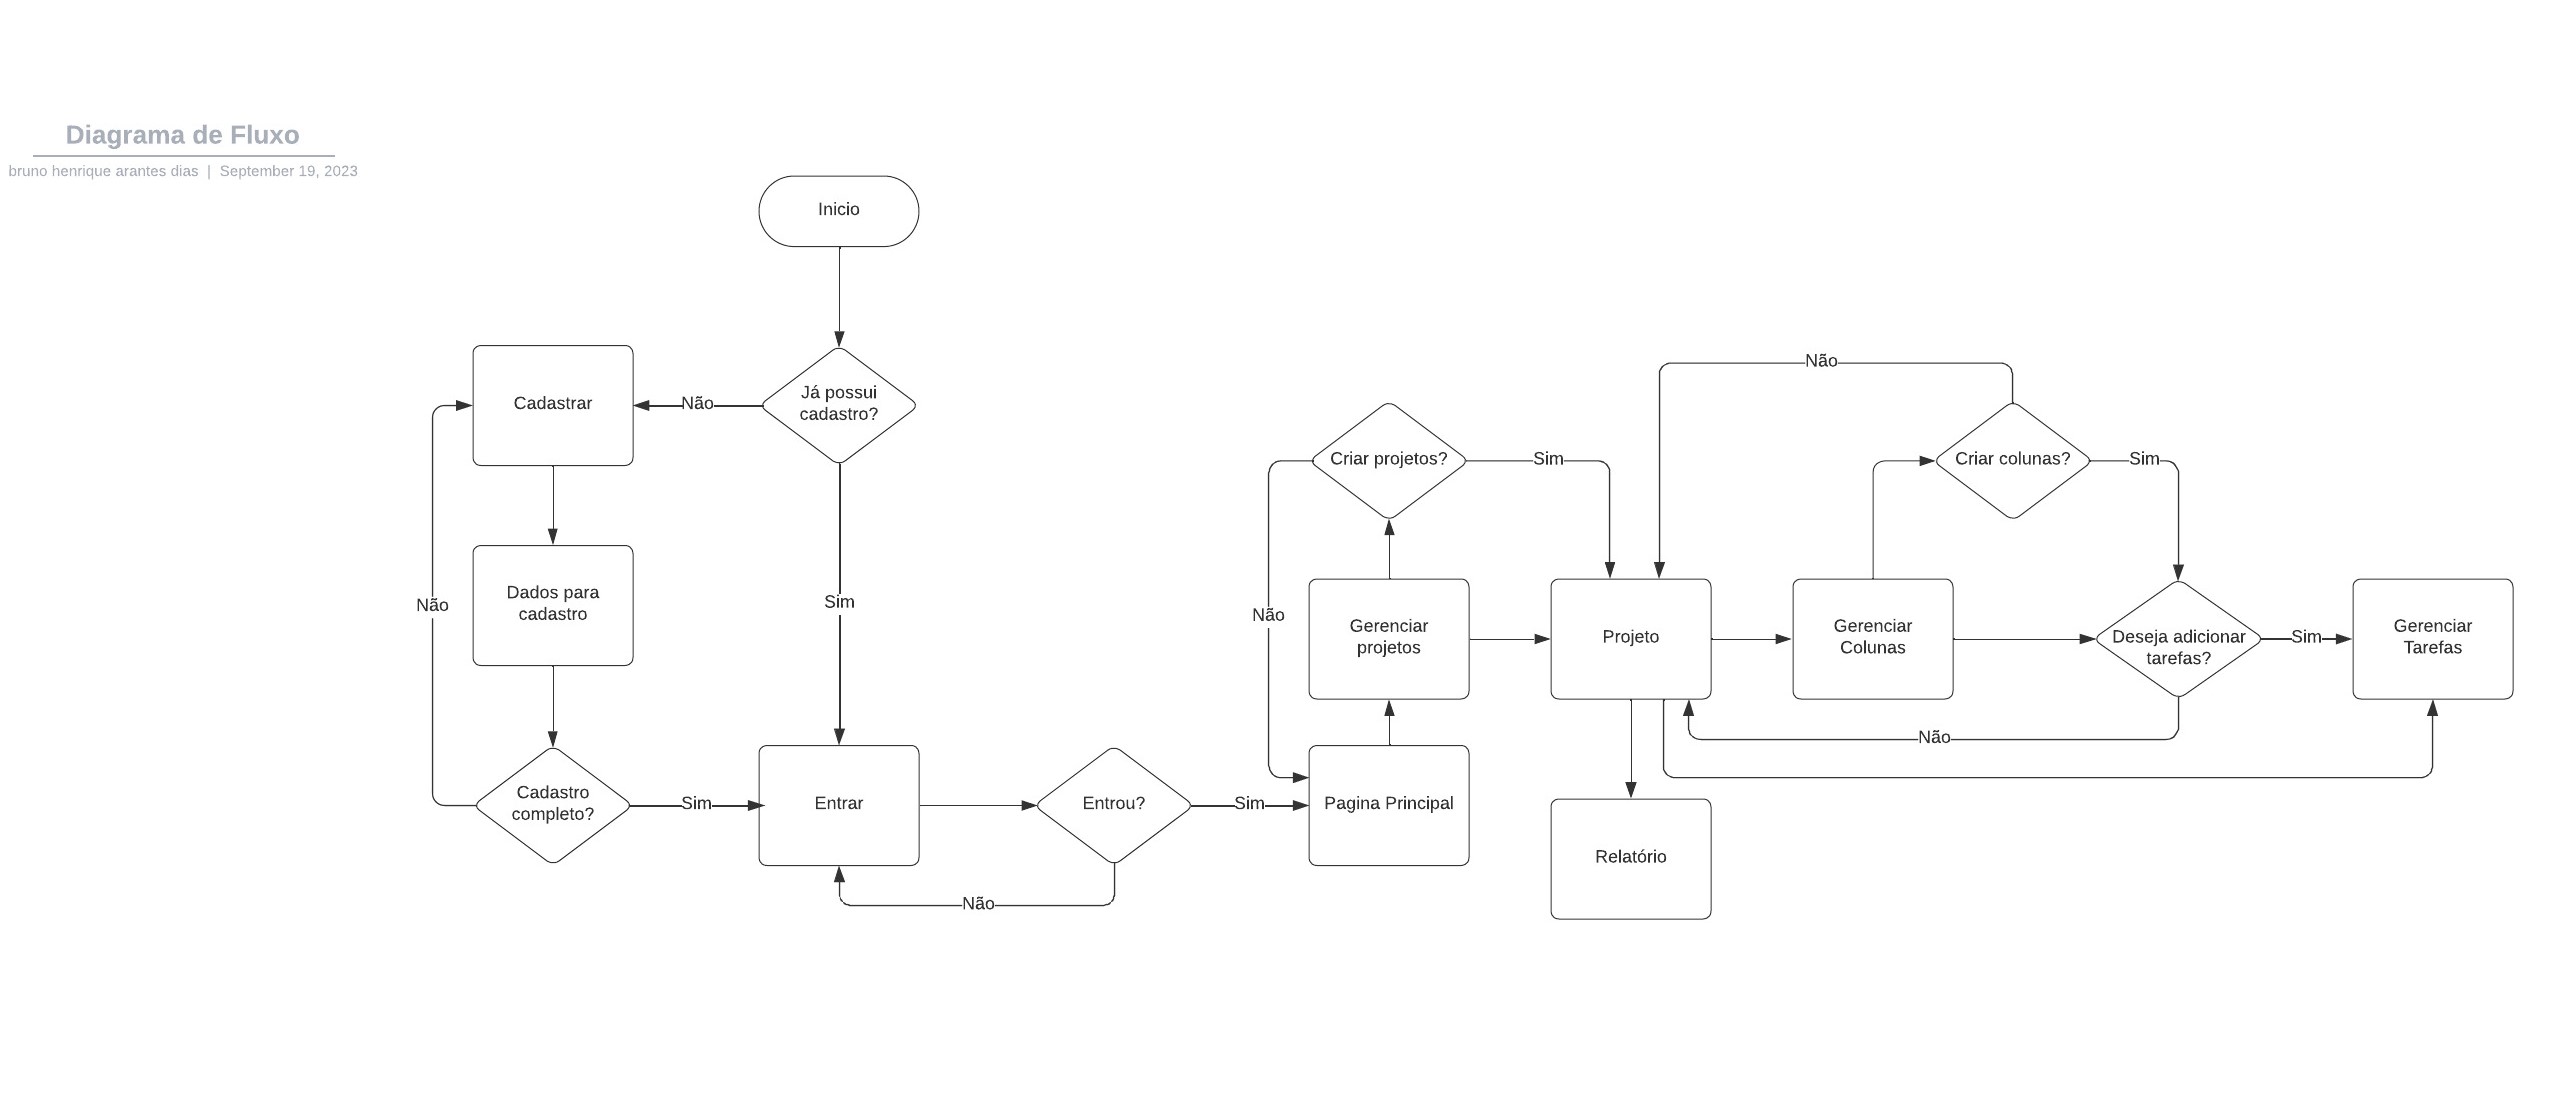 Diagrama de Fluxo
bruno henrique arantes dias | September 19, 2023
Inicio
Já possui
cadastro?
Não
Cadastrar
Dados para
cadastro
Não
Cadastro
completo?
Sim
Sim
Entrar
Entrou?
Não
Sim
Pagina Principal
Gerenciar
projetos
Criar projetos?
Não
Sim
Projeto
Relatório
Gerenciar
Colunas
Criar colunas?
Não
Sim
Deseja adicionar
tarefas?
Não
Sim
Gerenciar
Tarefas